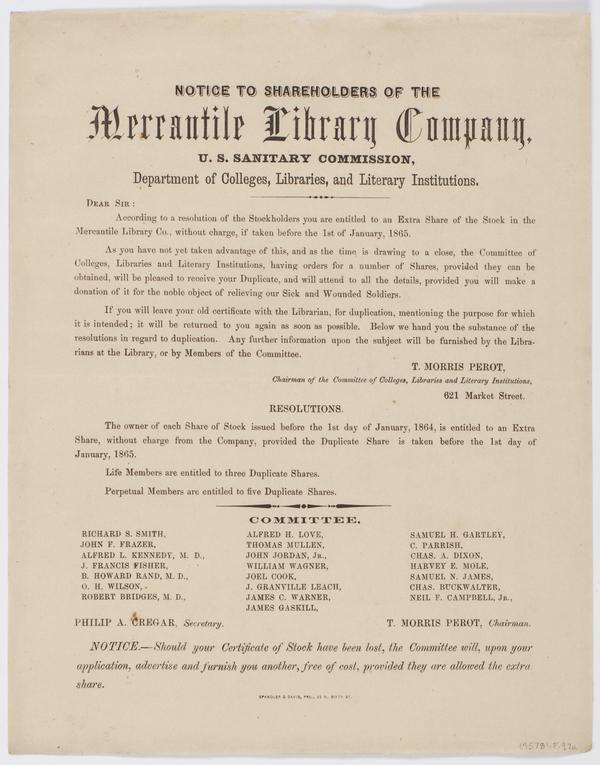 NOTICE TO SHAREHOLDERS OF THE
Mercantile Library Company,
U. S. SANITARY COMMISSION,
Department of Colleges, Libraries, and Literary Institutions.
DEAR SIR :
According to a resolution of the Stockholders you are entitled to an Extra Share of the Stock in the
Mercantile Library Co., without charge, if taken before the 1st of January, 1865.
As you have not yet taken advantage of this, and as the time is drawing to a close, the Committee of
Colleges, Libraries and Literary Institutions, having orders for a number of Shares, provided they can be
obtained, will be pleased to receive your Duplicate, and will attend to all the details, provided you will make a
donation of it for the noble object of relieving our Sick and Wounded Soldiers.
If you will leave your old certificate with the Librarian, for duplication, mentioning the purpose for which
it is intended; it will be returned to you again as soon as possible. Below we hand you the substance of the
resolutions in regard to duplication. Any further information upon the subject will be furnished by the Libra-
rians at the Library, or by Members of the Committee.
T. MORRIS PEROT,
Chairman of the Committee of Colleges, Libraries and Literary Institutions,
621 Market Street.
RESOLUTIONS.
The owner of each Share of Stock issued before the 1st day of January, 1864, is entitled to an Extra
Share, without charge from the Company, provided the Duplicate Share is taken before the 1st day of
January, 1865.
Life Members are entitled to three Duplicate Shares.
Perpetual Members are entitled to five Duplicate Shares.
COMMITTEE.
RICHARD S. SMITH,
JOHN F. FRAZER,
ALFRED L. KENNEDY, M. D.,
J. FRANCIS FISHER,
B. HOWARD RAND, M. D.,
O. H. WILSON,
ROBERT BRIDGES, M. D.,
ALFRED H. LOVE,
THOMAS MULLEN,
JOHN JORDAN, JR.,
WILLIAM WAGNER,
JOEL COOK,
J. GRANVILLE LEACH,
JAMES C. WARNER,
JAMES GASKILL,
SAMUEL H. GARTLEY,
C. PARRISH,
CHAS. A. DIXON,
HARVEY E. MOLE,
SAMUEL N. JAMES,
CHAS. BUCKWALTER,
NEIL F. CAMPBELL, JR.,
PHILIP A. CREGAR, Secretary.
T. MORRIS PEROT, Chairman.
NOTICE.—Should your Certificate of Stock have been lost, the Committee will, upon your
application, advertise and furnish you another, free of cost, provided they are allowed the extra
share.
SPANGLER & DAVIS, PRS.,